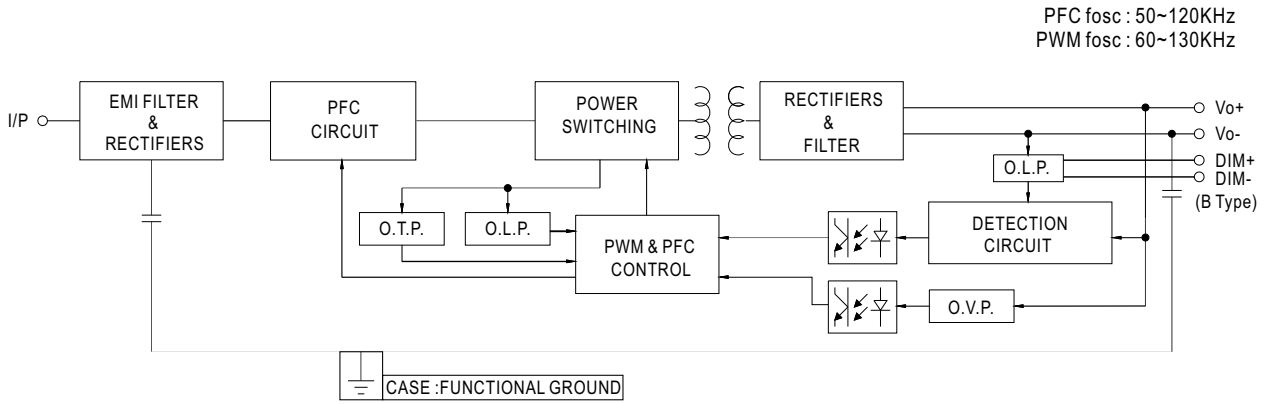 PFC fosc : 50~120KHz
PWM fosc : 60~130KHz
I/P
EMI FILTER
&
RECTIFIERS
PFC
CIRCUIT
POWER
SWITCHING
RECTIFIERS
&
FILTER
Vo+
Vo-
DIM+
DIM-
(B Type)
O.L.P.
O.T.P.
O.L.P.
PWM & PFC
CONTROL
DETECTION
CIRCUIT
O.V.P.
CASE :FUNCTIONAL GROUND